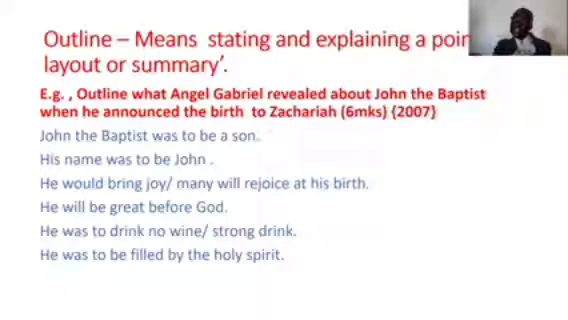 Outline – Means stating and explaining a
layout or summary’.
E.g. , Outline what Angel Gabriel revealed about John the Baptist
when he announced the birth to Zachariah (6mks) {2007}
John the Baptist was to be a son.
His name was to be John .
He would bring joy/ many will rejoice at his birth.
He will be great before God.
He was to drink no wine/ strong drink.
He was to be filled by the holy spirit.